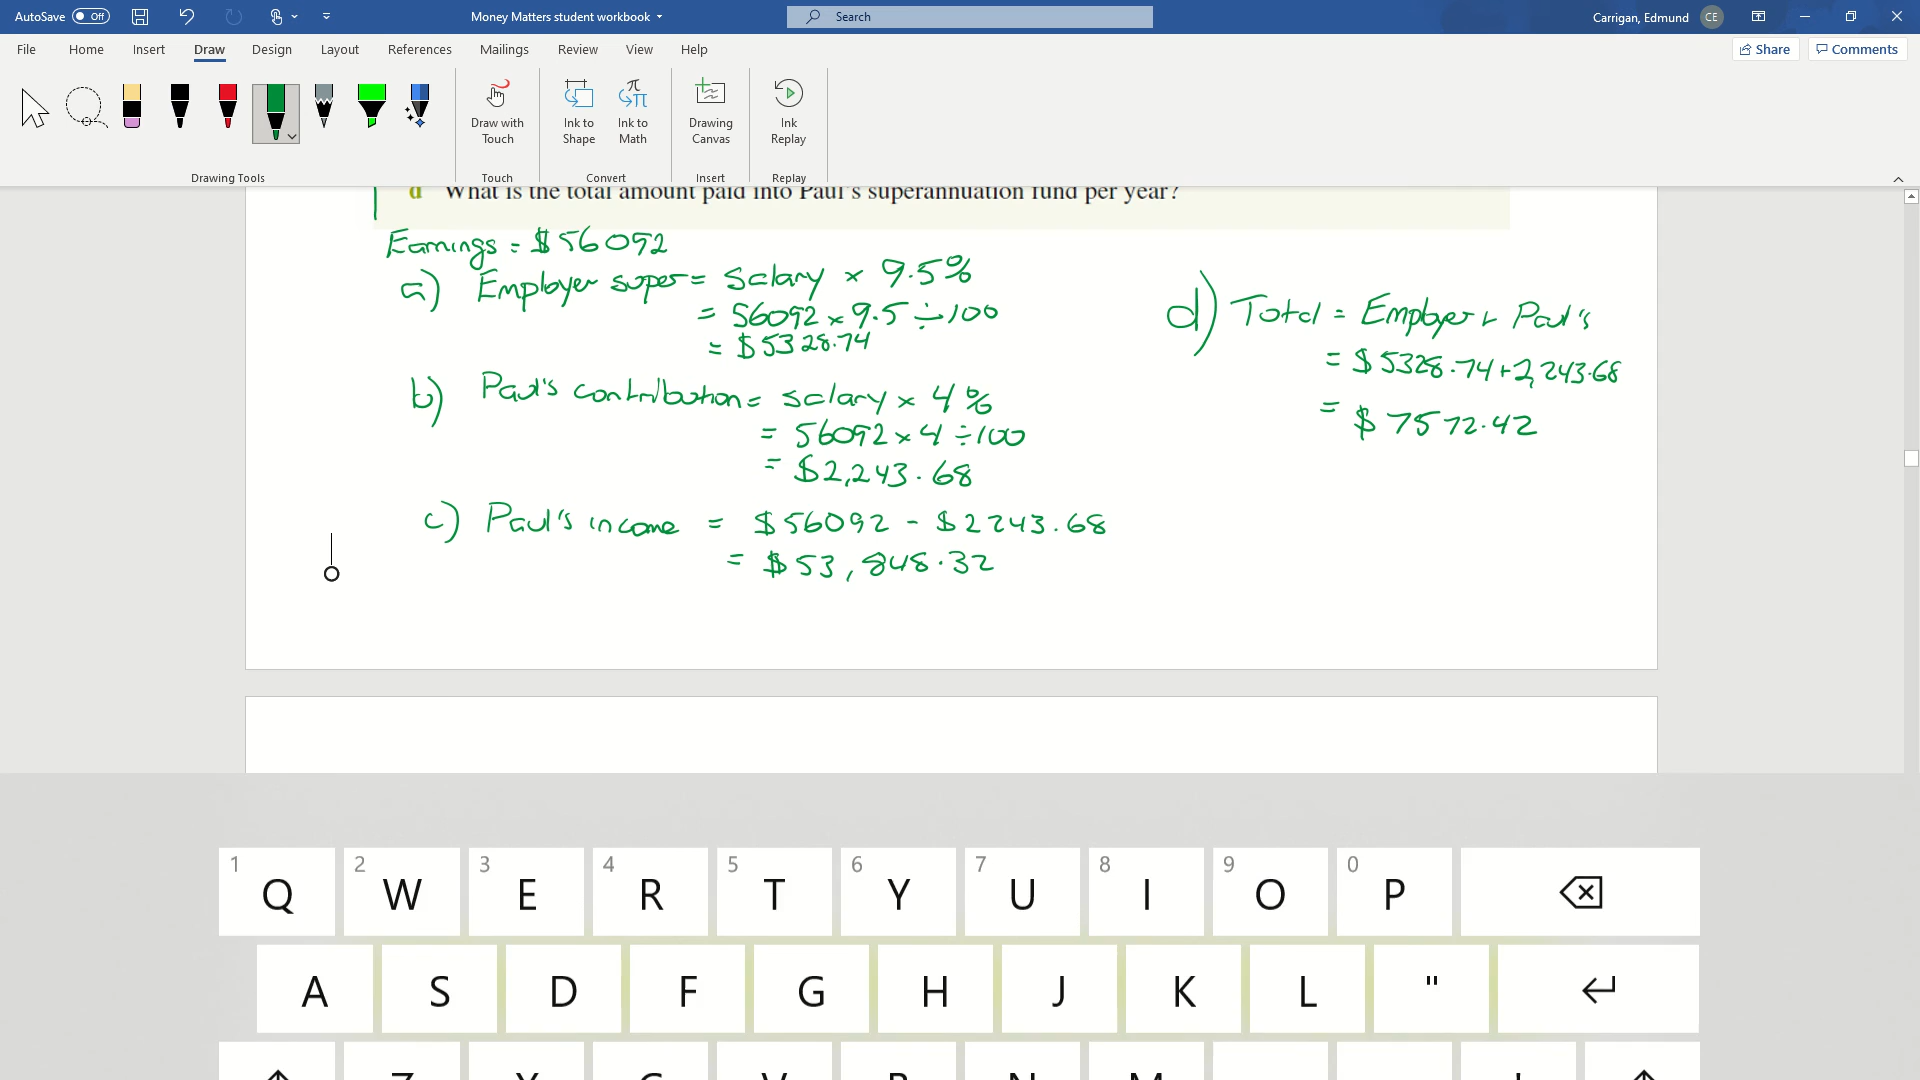 AutoSave Off Money Matters student workbook Search Carrigan, Edmund CE
File Home Insert Draw Design Layout References Mailings Review View Help Share Comments
Draw with Touch
Ink to Shape
Ink to Math
Drawing Canvas
Ink Replay
Drawing Tools Touch Convert Insert Replay
d What is the total amount paid into Paul's superannuation fund per year?
Earnings = $56092
a) Employer super = salary × 9.5%
= 56092 × 9.5 ÷ 100
= $5328.74
b) Paul's contribution = salary × 4%
= 56092 × 4 ÷ 100
= $2,243.68
c) Paul's income = $56092 - $2243.68
= $53,848.32
d) Total = Employer + Paul's
= $5328.74 + 2,243.68
= $7572.42
1 2 3 4 5 6 7 8 9 0
Q W E R T Y U I O P
A S D F G H J K L "